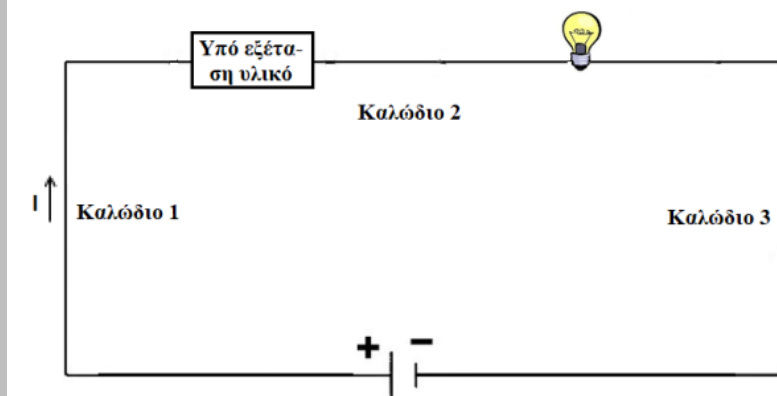 Υπό εξέτα-
ση υλικό
Καλώδιο 2
I
Καλώδιο 1
Καλώδιο 3
+ −